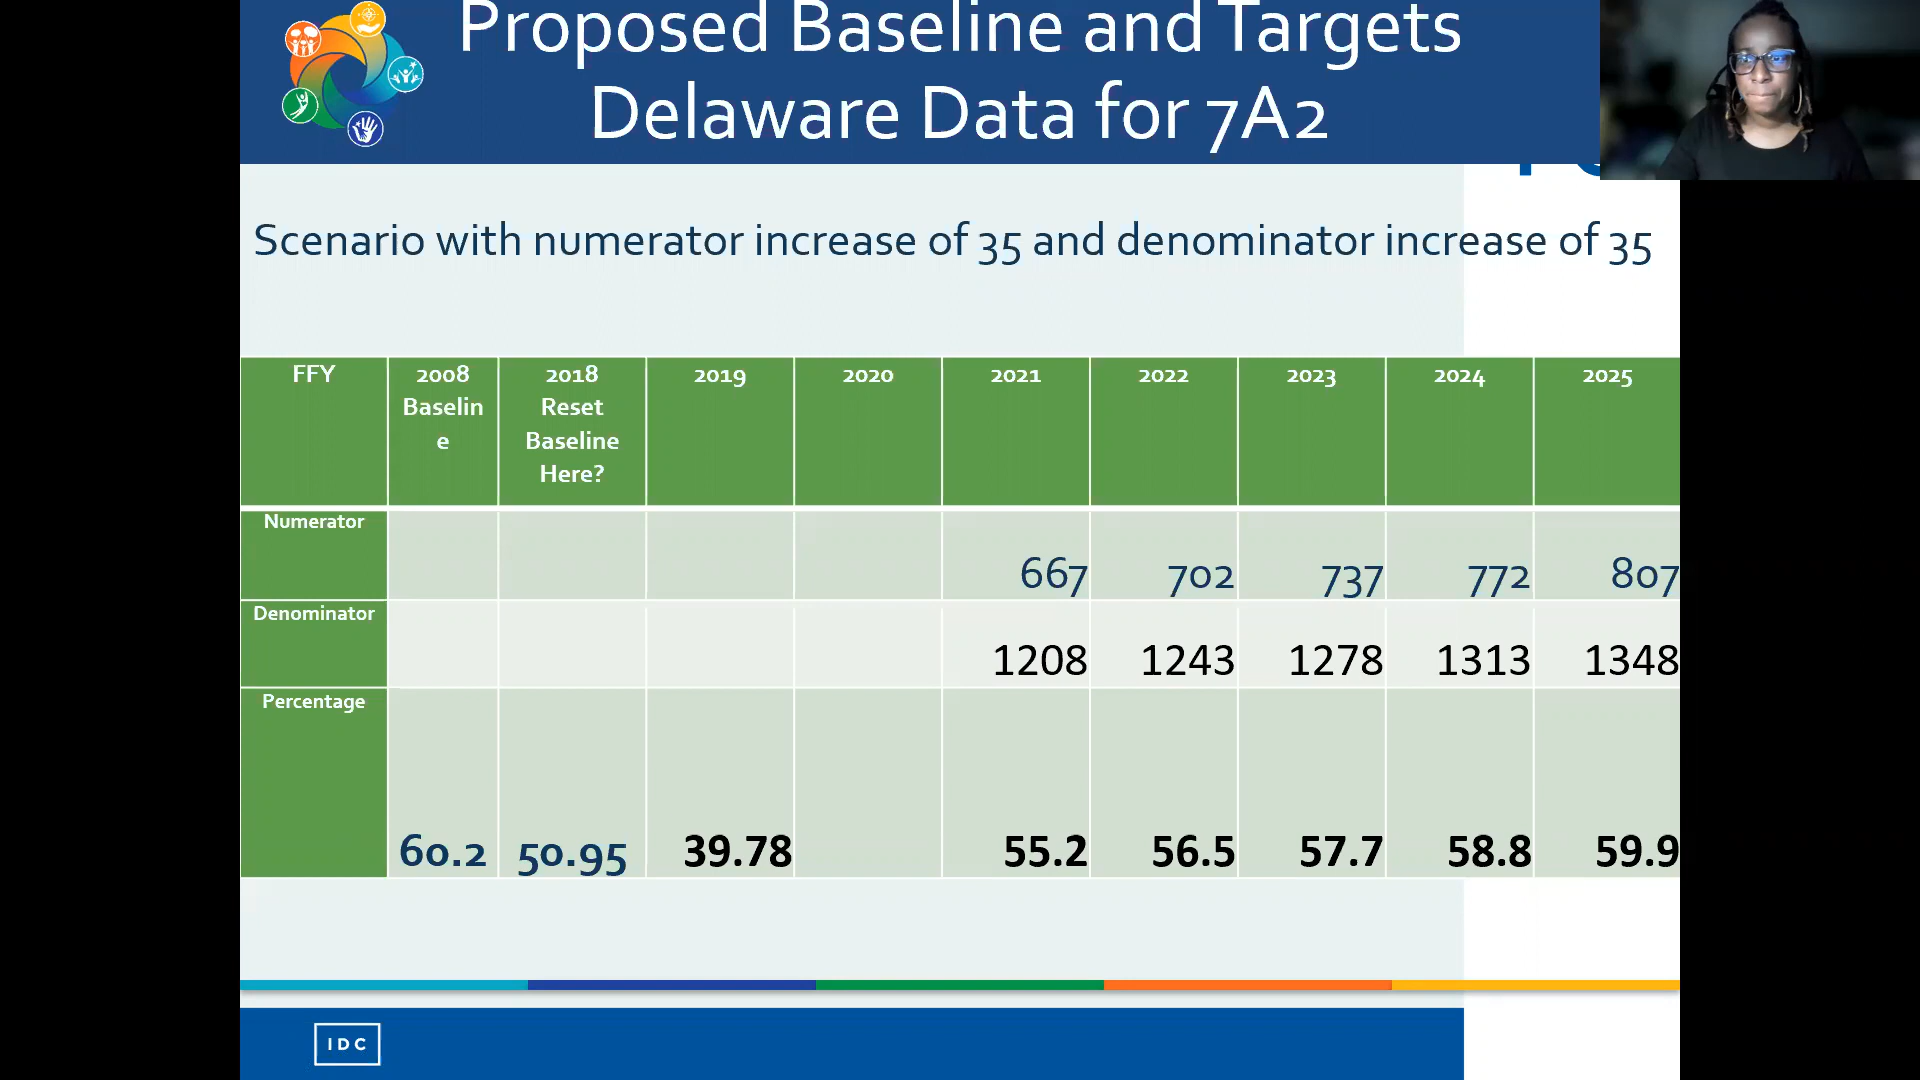 Proposed Baseline and Targets
Delaware Data for 7A2
Scenario with numerator increase of 35 and denominator increase of 35
FFY 2008 2018 2019 2020 2021 2022 2023 2024 2025
Baselin Reset
e Baseline
Here?
Numerator 667 702 737 772 807
Denominator 1208 1243 1278 1313 1348
Percentage 60.2 50.95 39.78 55.2 56.5 57.7 58.8 59.9
IDC